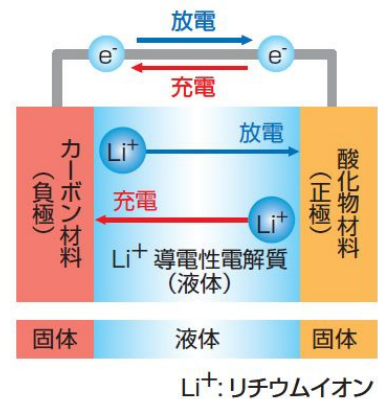 放電
e⁻ e⁻
充電
カーボン材料
（負極）
Li⁺ 放電
充電 Li⁺
Li⁺ 導電性電解質
（液体）
酸化物材料
（正極）
固体 液体 固体
Li⁺: リチウムイオン